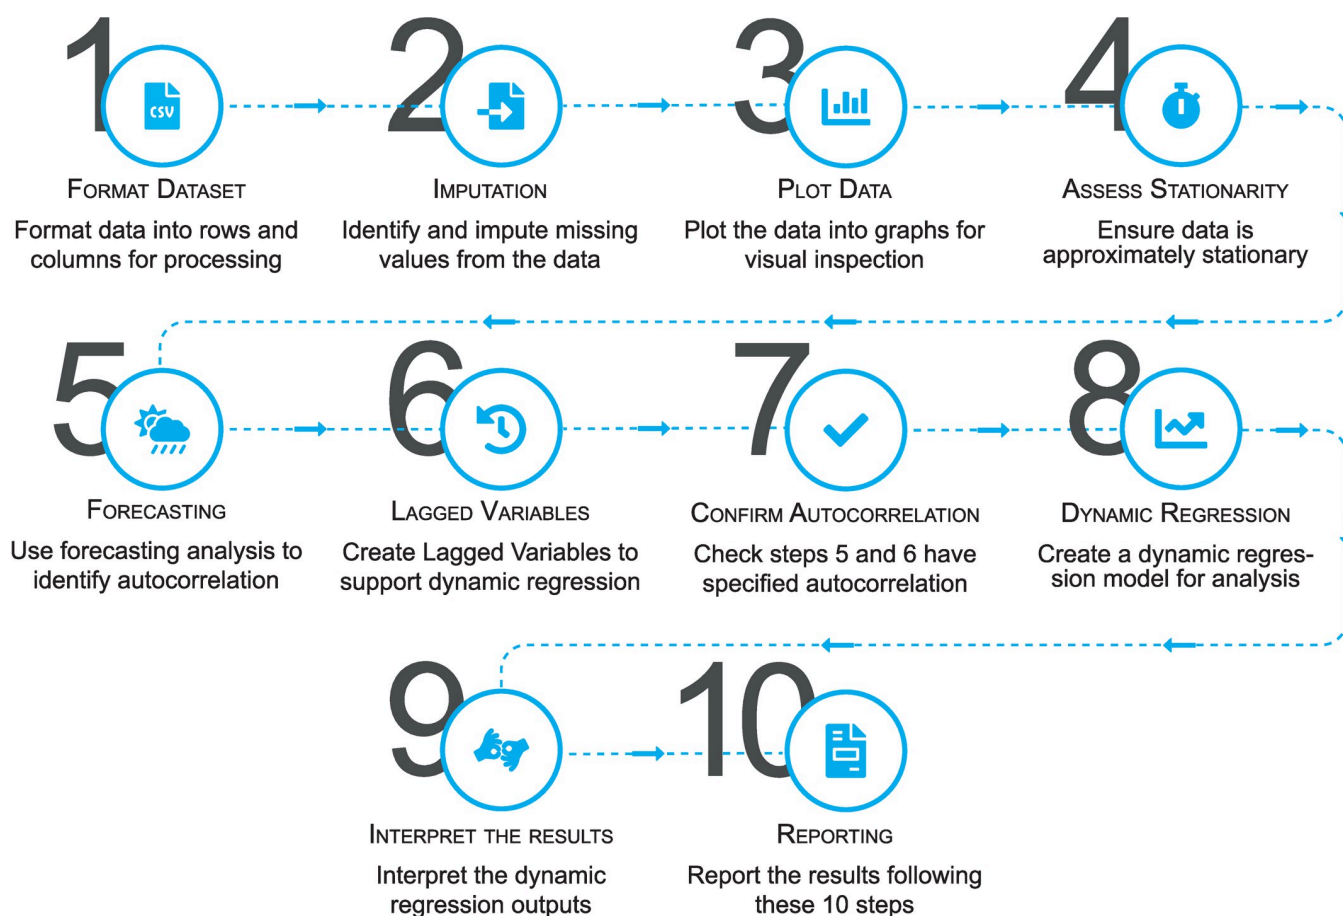 1
CSV
FORMAT DATASET
Format data into rows and
columns for processing
2
IMPUTATION
Identify and impute missing
values from the data
3
PLOT DATA
Plot the data into graphs for
visual inspection
4
ASSESS STATIONARITY
Ensure data is
approximately stationary
5
FORECASTING
Use forecasting analysis to
identify autocorrelation
6
LAGGED VARIABLES
Create Lagged Variables to
support dynamic regression
7
CONFIRM AUTOCORRELATION
Check steps 5 and 6 have
specified autocorrelation
8
DYNAMIC REGRESSION
Create a dynamic regres-
sion model for analysis
9
INTERPRET THE RESULTS
Interpret the dynamic
regression outputs
10
REPORTING
Report the results following
these 10 steps